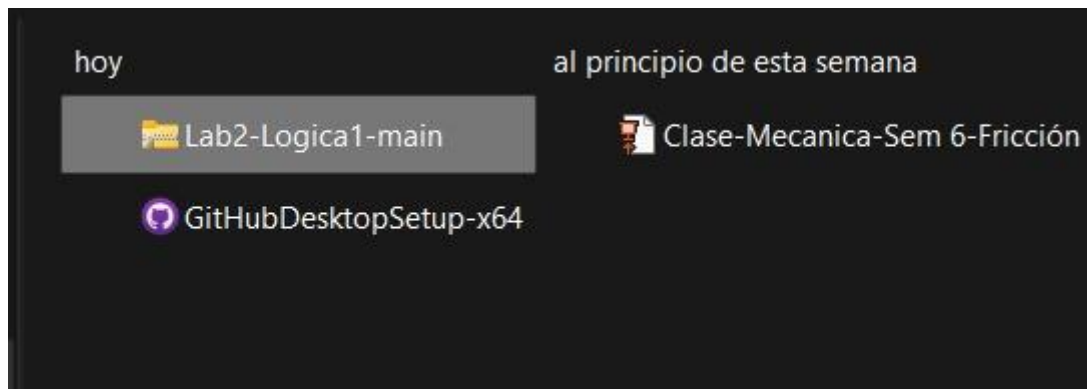 hoy
Lab2-Logica1-main
GitHubDesktopSetup-x64
al principio de esta semana
Clase-Mecanica-Sem 6-Fricción